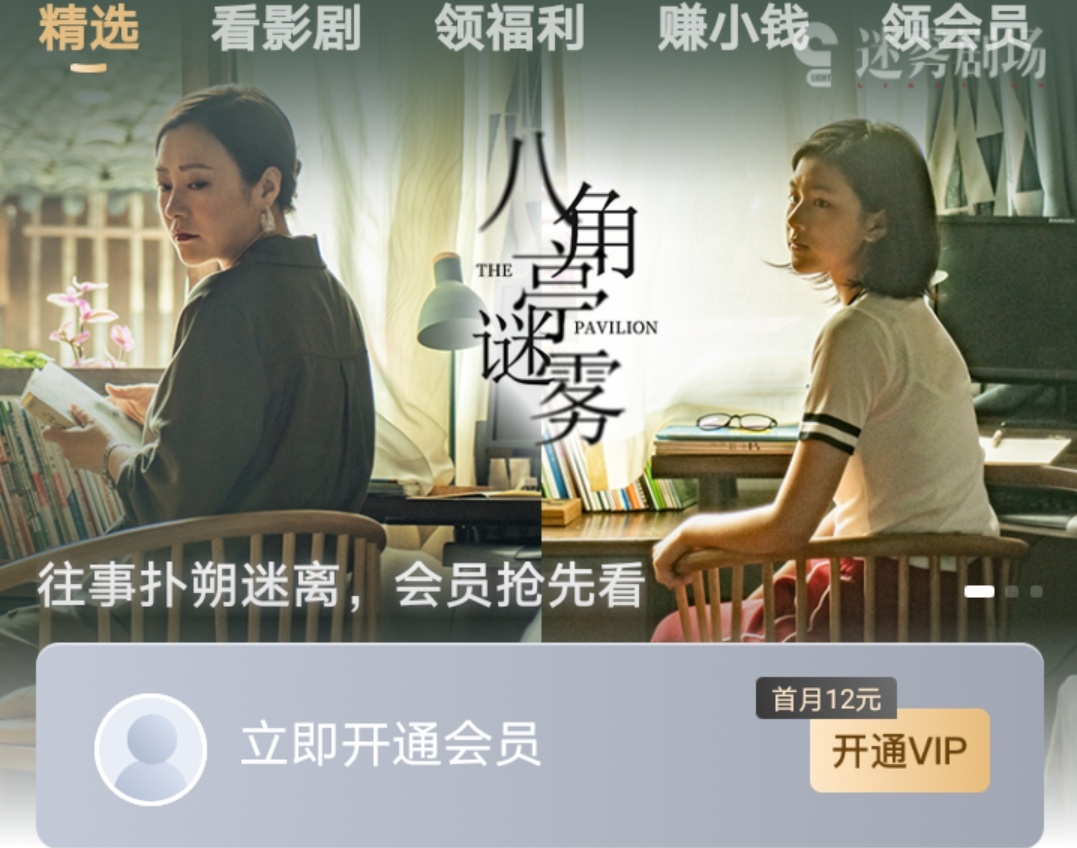 精选 看影剧 领福利 赚小钱 领会员
LIGHT 迷雾剧场
八角亭谜雾
THE
PAVILION
往事扑朔迷离，会员抢先看
首月12元
立即开通会员 开通VIP